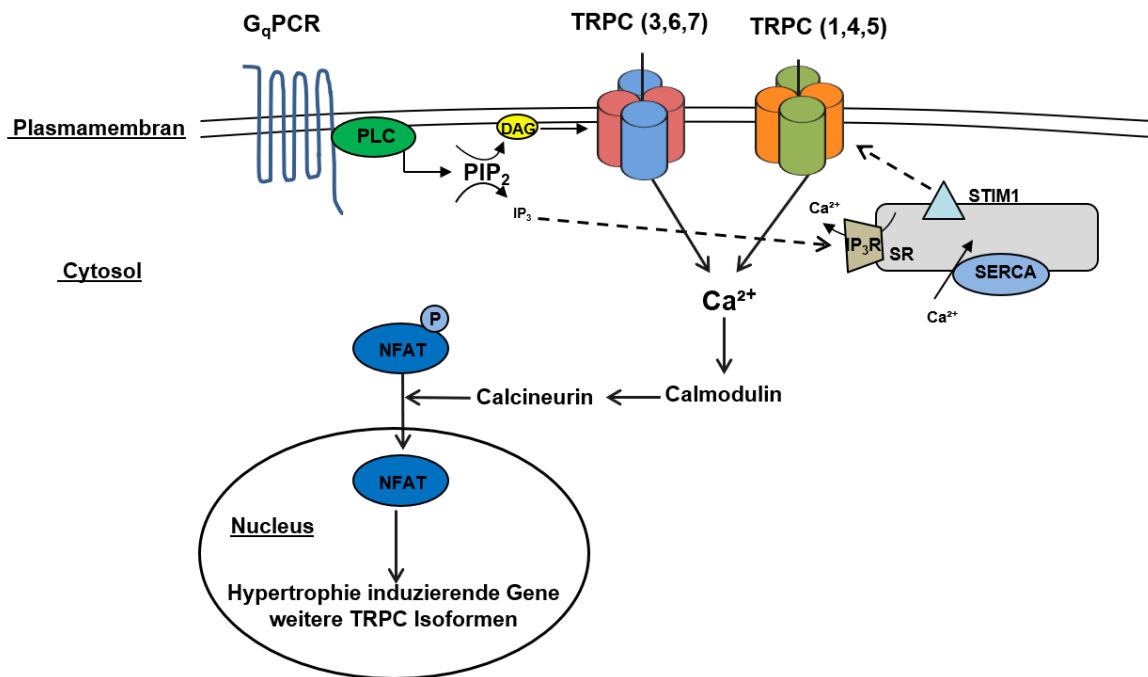 GqPCR
TRPC (3,6,7)
TRPC (1,4,5)
Plasmamembran
PLC
DAG
PIP₂
IP₃
STIM1
Ca²⁺
IP₃R
SR
SERCA
Ca²⁺
Cytosol
Ca²⁺
P
NFAT
Calcineurin
Calmodulin
NFAT
Nucleus
Hypertrophie induzierende Gene
weitere TRPC Isoformen